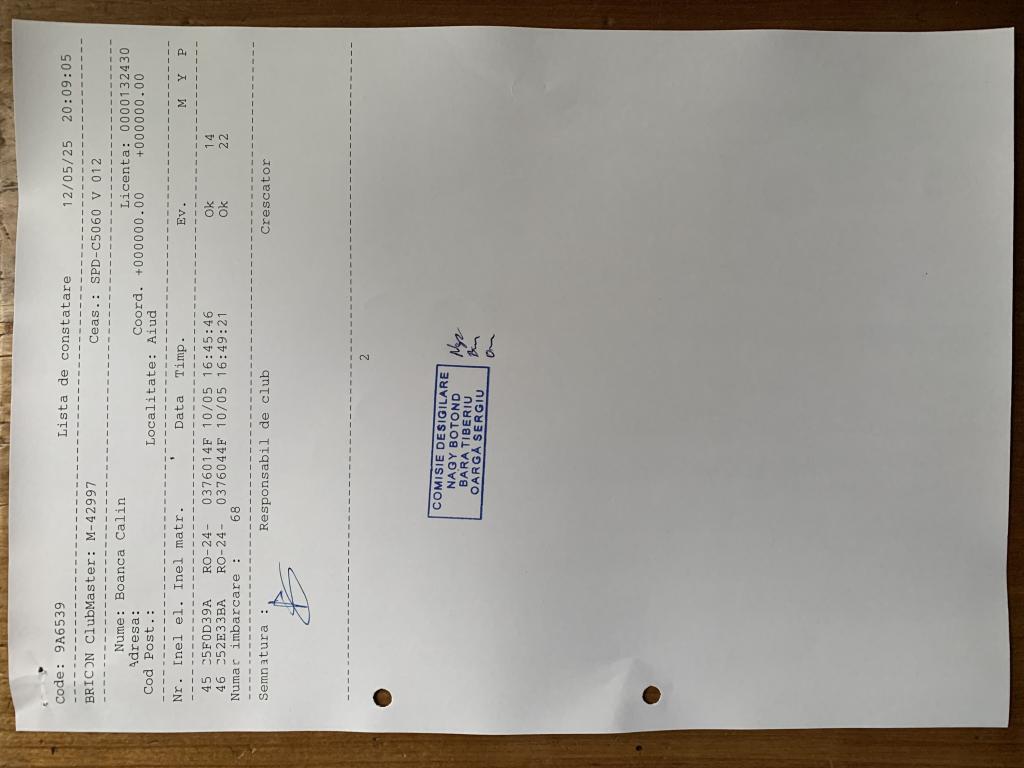 Code: 9A6539 Lista de constatare 12/05/25 20:09:05
BRICON ClubMaster: M-42997 Ceas.: SPD-C5060 V 012
Nume: Boanca Calin Licenta: 0000132430
Adresa: Coord. +000000.00 +000000.00
Cod Post.: Localitate: Aiud
Nr. Inel el. Inel matr. , Data Timp. Ev. M Y P
45 25F0D39A RO-24- 0376014F 10/05 16:45:46 Ok 14
46 252E33BA RO-24- 0376044F 10/05 16:49:21 Ok 22
Numar imbarcare : 68
Semnatura : Responsabil de club Crescator
2
COMISIE DESIGILARE
NAGY BOTOND
BARA TIBERIU
OARGĂ SERGIU